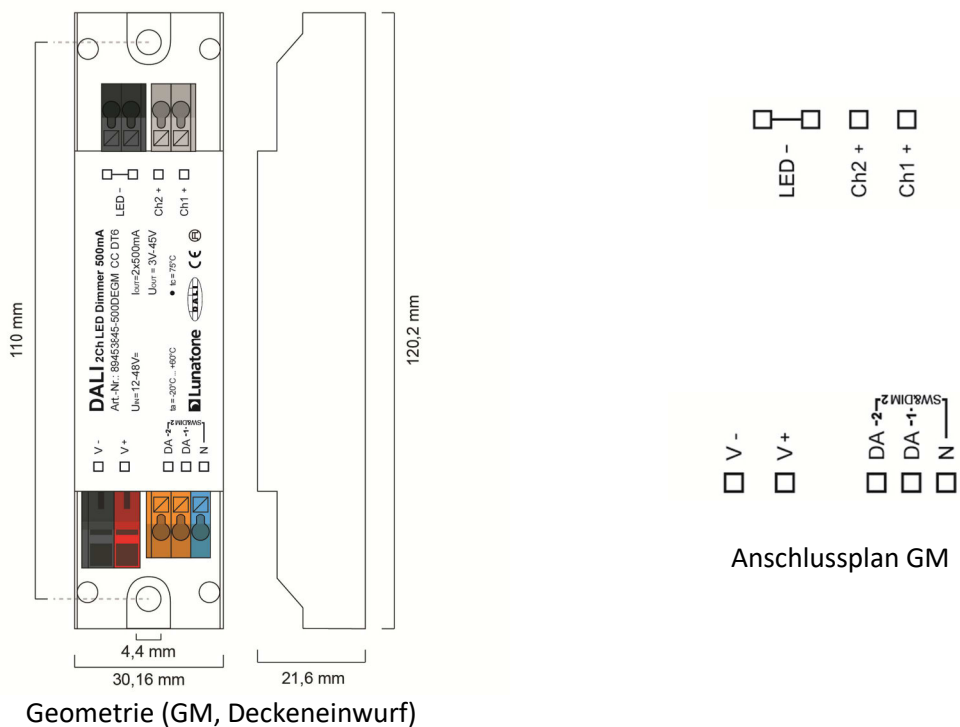 LED -
Ch2 +
Ch1 +
DALI 2Ch LED Dimmer 500mA
Art.-Nr.: 89453845-500DEGM CC DT6
IOUT=2x500mA
UOUT = 3V-45V
UIN=12-48V=
ta = -20°C ... +60°C
• tc = 75°C
Lunatone
DALI
CE
V -
V +
DA -2-
DA -1-
N
SW&DIM2
110 mm
120,2 mm
4,4 mm
30,16 mm
21,6 mm
Geometrie (GM, Deckeneinwurf)
LED -
Ch2 +
Ch1 +
V -
V +
DA -2-
DA -1-
N
SW&DIM2
Anschlussplan GM